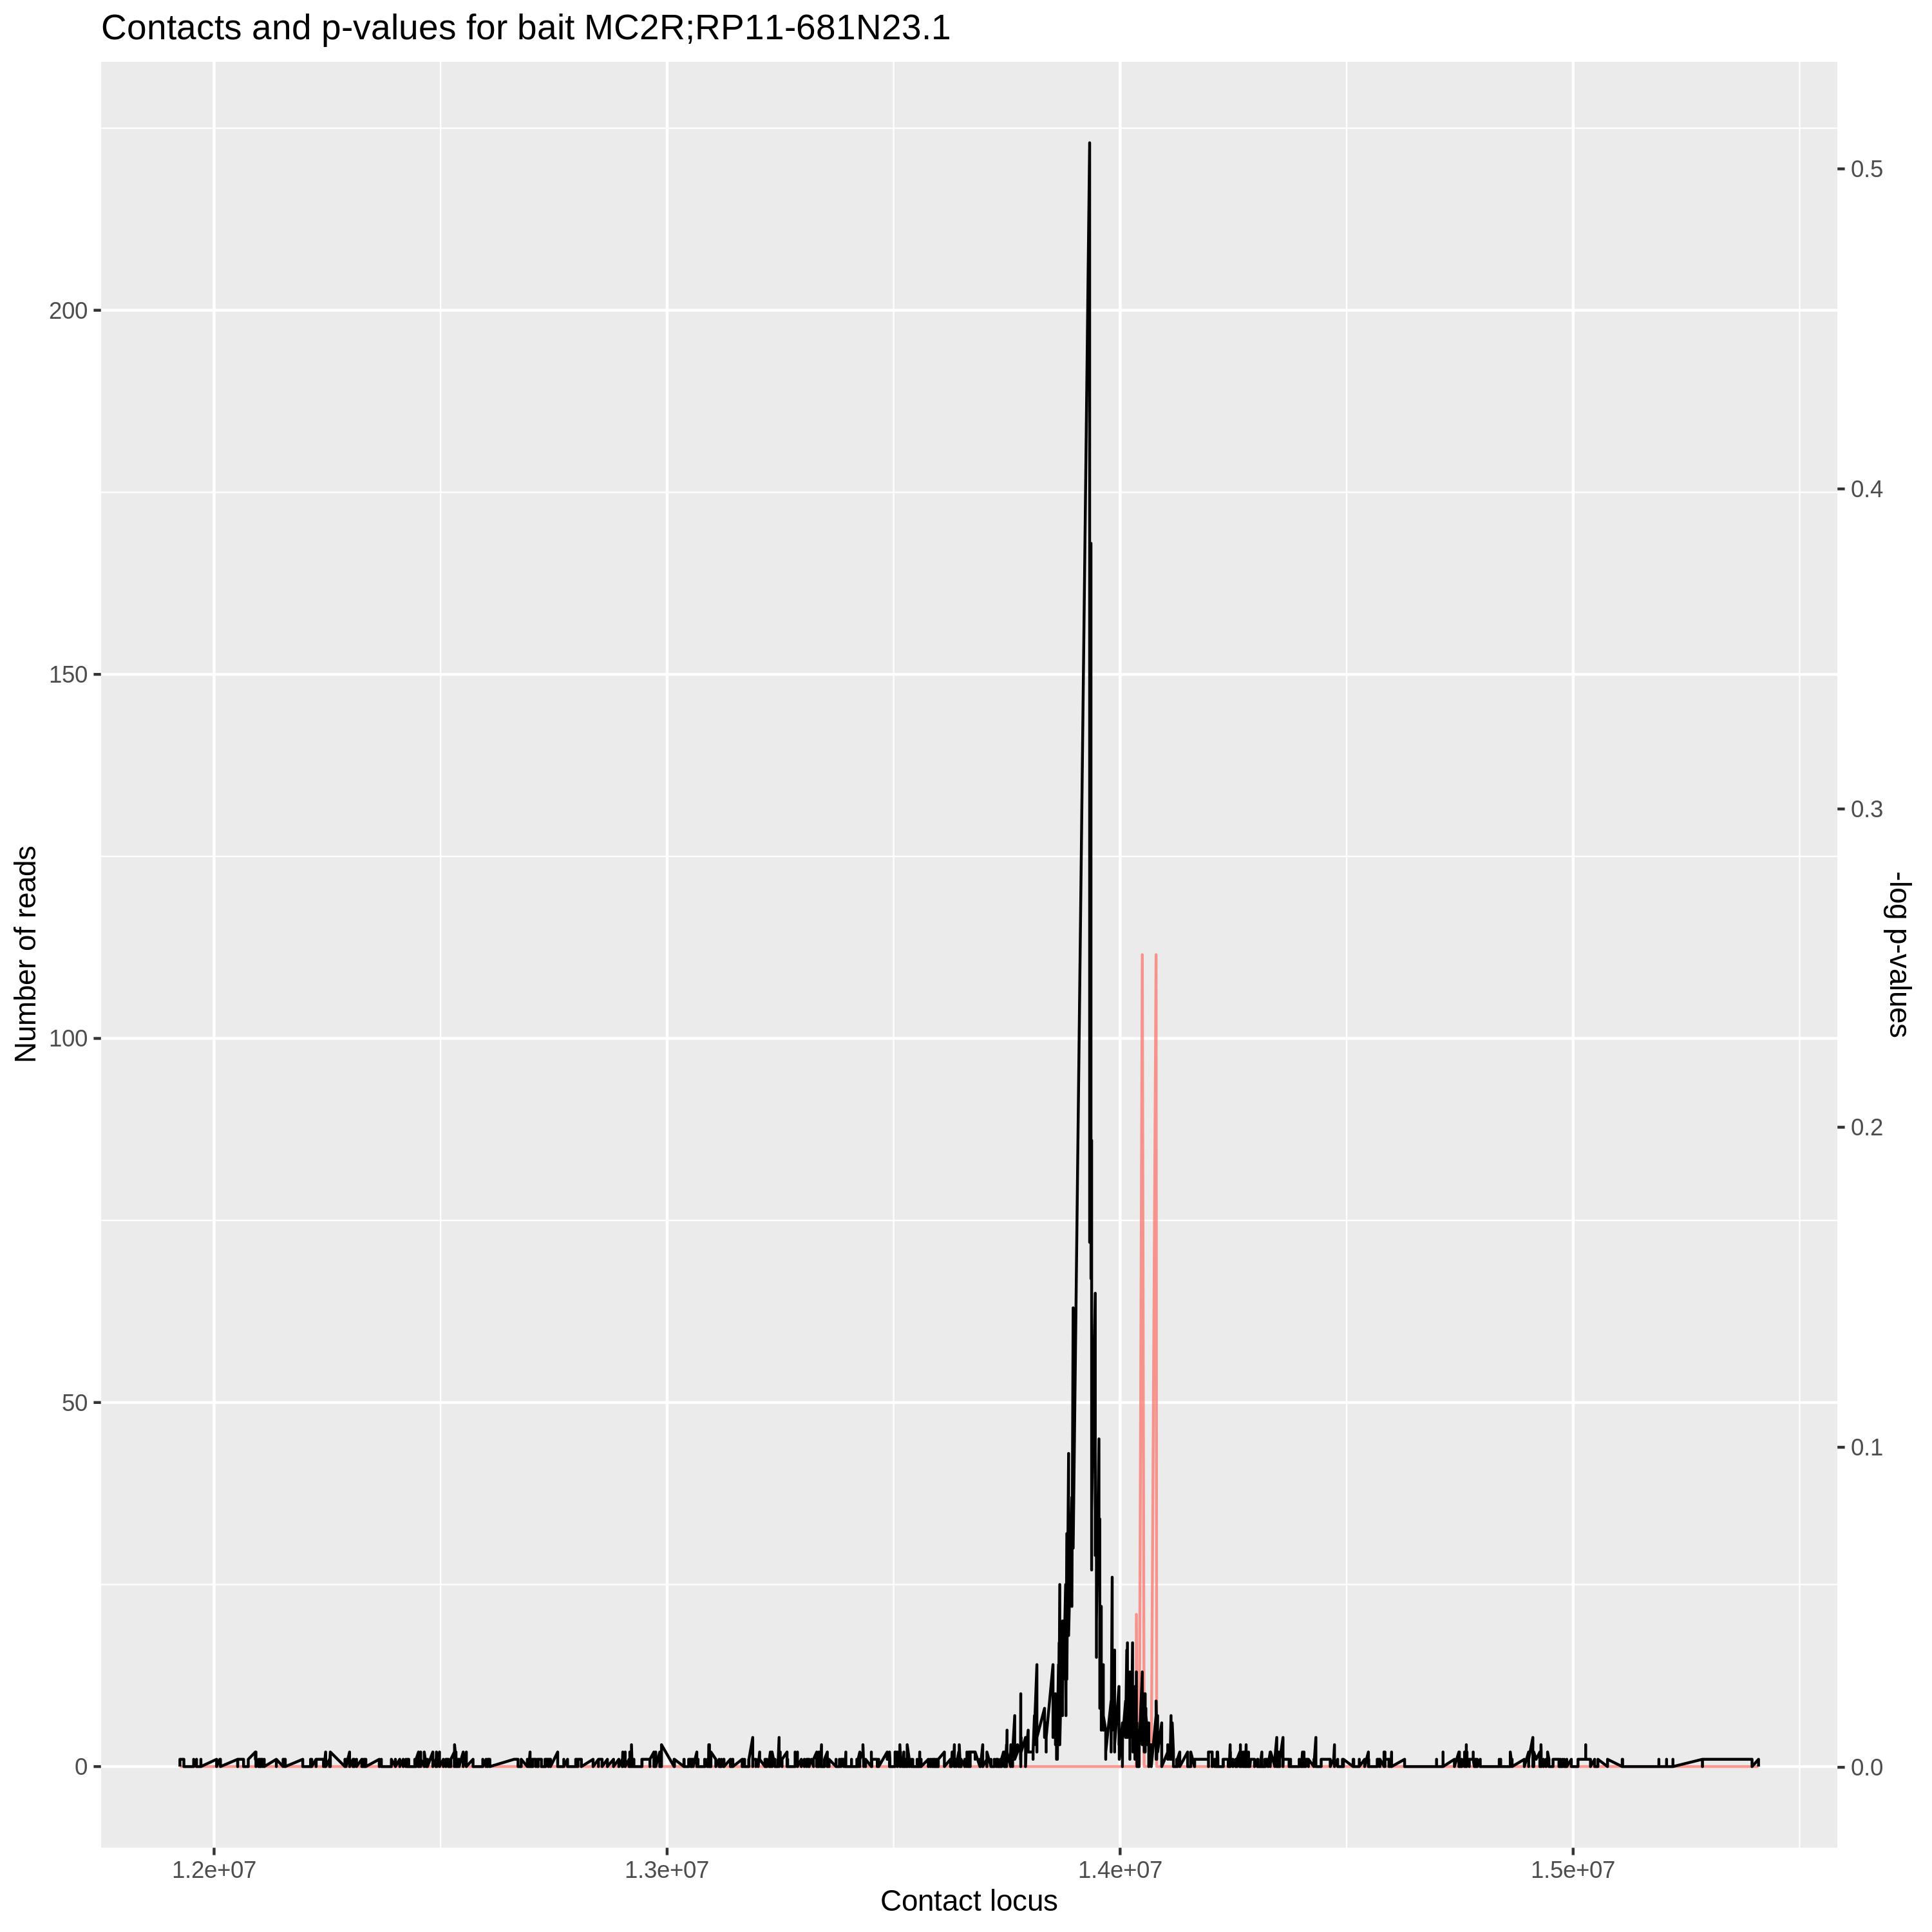 Contacts and p-values for bait MC2R;RP11-681N23.1
200
150
100
50
0
Number of reads
0.5
0.4
0.3
0.2
0.1
0.0
-log p-values
1.2e+07
1.3e+07
1.4e+07
1.5e+07
Contact locus